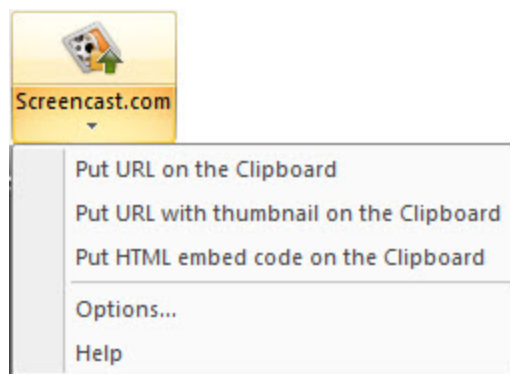 Screencast.com
Put URL on the Clipboard
Put URL with thumbnail on the Clipboard
Put HTML embed code on the Clipboard
Options...
Help